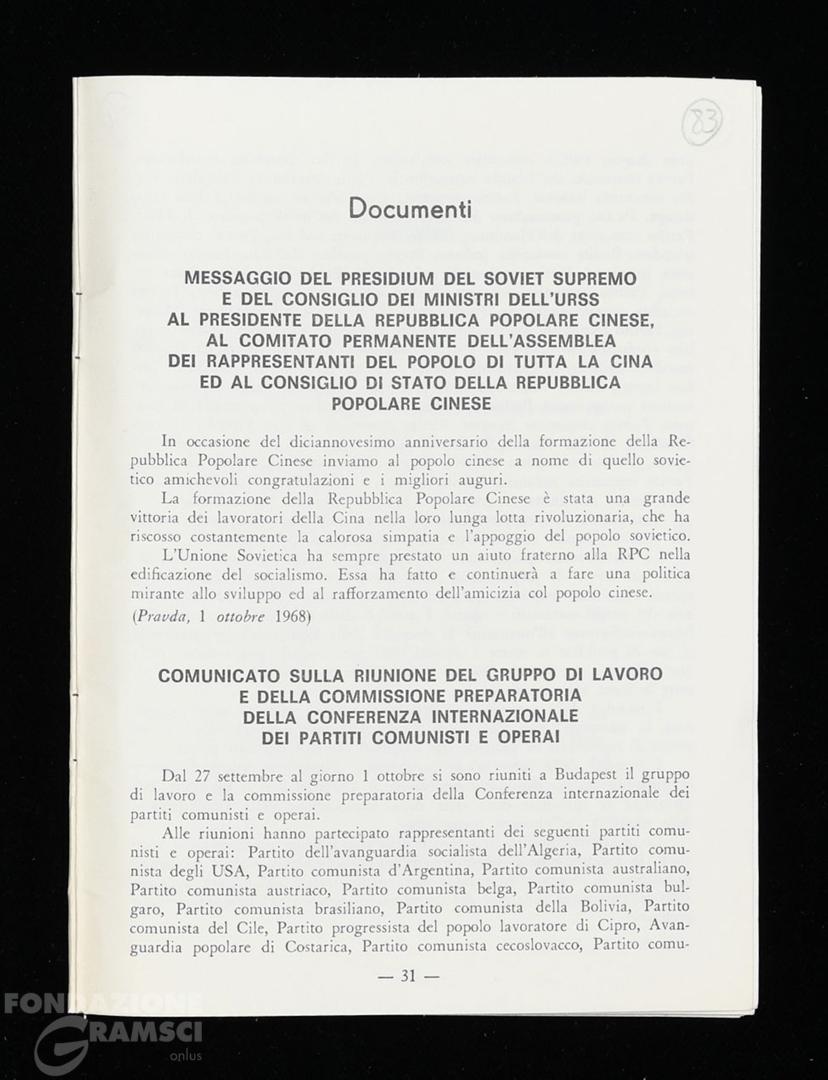 83
Documenti
MESSAGGIO DEL PRESIDIUM DEL SOVIET SUPREMO
E DEL CONSIGLIO DEI MINISTRI DELL'URSS
AL PRESIDENTE DELLA REPUBBLICA POPOLARE CINESE,
AL COMITATO PERMANENTE DELL'ASSEMBLEA
DEI RAPPRESENTANTI DEL POPOLO DI TUTTA LA CINA
ED AL CONSIGLIO DI STATO DELLA REPUBBLICA
POPOLARE CINESE
In occasione del diciannovesimo anniversario della formazione della Re-
pubblica Popolare Cinese inviamo al popolo cinese a nome di quello sovie-
tico amichevoli congratulazioni e i migliori auguri.
La formazione della Repubblica Popolare Cinese è stata una grande
vittoria dei lavoratori della Cina nella loro lunga lotta rivoluzionaria, che ha
riscosso costantemente la calorosa simpatia e l'appoggio del popolo sovietico.
L'Unione Sovietica ha sempre prestato un aiuto fraterno alla RPC nella
edificazione del socialismo. Essa ha fatto e continuerà a fare una politica
mirante allo sviluppo ed al rafforzamento dell'amicizia col popolo cinese.
(Pravda, 1 ottobre 1968)
COMUNICATO SULLA RIUNIONE DEL GRUPPO DI LAVORO
E DELLA COMMISSIONE PREPARATORIA
DELLA CONFERENZA INTERNAZIONALE
DEI PARTITI COMUNISTI E OPERAI
Dal 27 settembre al giorno 1 ottobre si sono riuniti a Budapest il gruppo
di lavoro e la commissione preparatoria della Conferenza internazionale dei
partiti comunisti e operai.
Alle riunioni hanno partecipato rappresentanti dei seguenti partiti comu-
nisti e operai: Partito dell'avanguardia socialista dell'Algeria, Partito comu-
nista degli USA, Partito comunista d'Argentina, Partito comunista australiano,
Partito comunista austriaco, Partito comunista belga, Partito comunista bul-
garo, Partito comunista brasiliano, Partito comunista della Bolivia, Partito
comunista del Cile, Partito progressista del popolo lavoratore di Cipro, Avan-
guardia popolare di Costarica, Partito comunista cecoslovacco, Partito comu-
— 31 —
FONDAZIONE
GRAMSCI
onlus